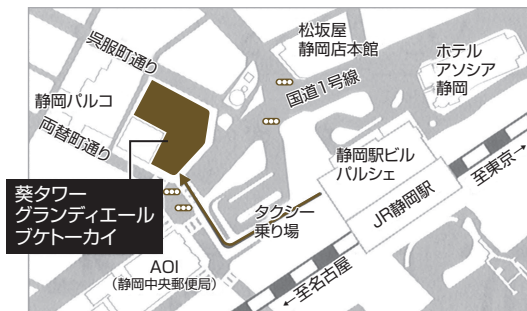 呉服町通り
松坂屋
静岡店本館
ホテル
アソシア
静岡
国道1号線
静岡パルコ
両替町通り
静岡駅ビル
パルシェ
至東京→
葵タワー
グランディエール
ブケトーカイ
タクシー
乗り場
JR静岡駅
AOI
（静岡中央郵便局）
←至名古屋